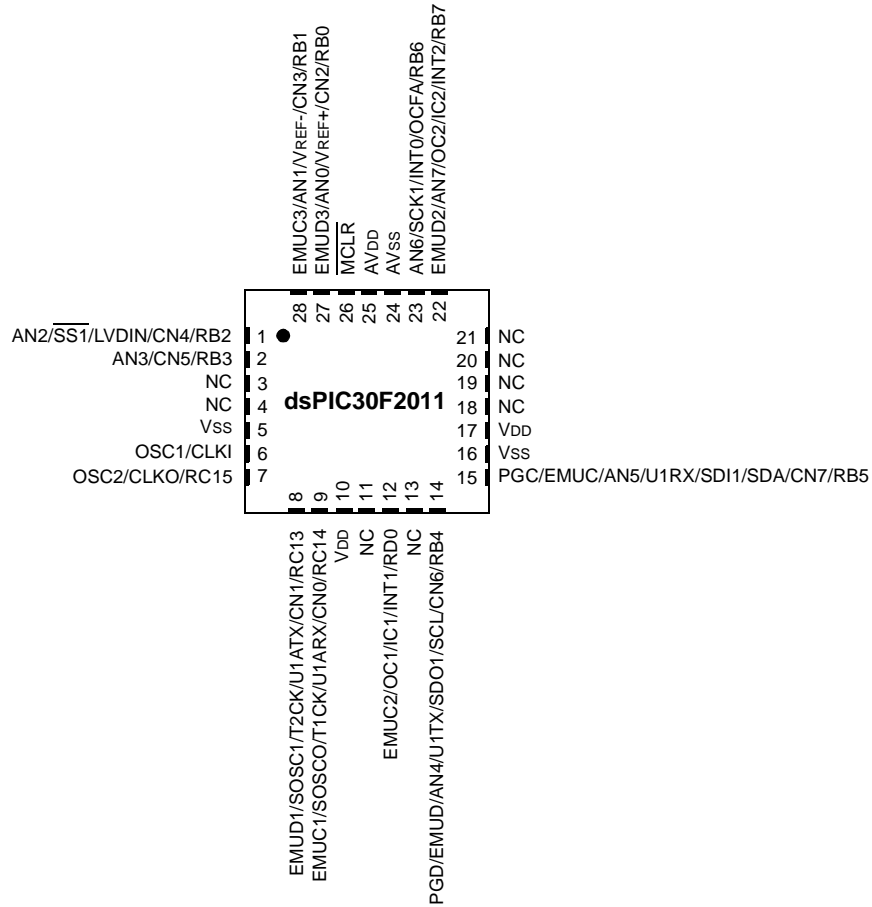 EMUC3/AN1/VREF-/CN3/RB1
EMUD3/AN0/VREF+/CN2/RB0
MCLR
AVDD
AVSS
AN6/SCK1/INT0/OCFA/RB6
EMUD2/AN7/OC2/IC2/INT2/RB7
28
27
26
25
24
23
22
AN2/SS1/LVDIN/CN4/RB2 1
AN3/CN5/RB3 2
NC 3
NC 4
VSS 5
OSC1/CLKI 6
OSC2/CLKO/RC15 7
dsPIC30F2011
21 NC
20 NC
19 NC
18 NC
17 VDD
16 VSS
15 PGC/EMUC/AN5/U1RX/SDI1/SDA/CN7/RB5
8
9
10
11
12
13
14
EMUD1/SOSC1/T2CK/U1ATX/CN1/RC13
EMUC1/SOSCO/T1CK/U1ARX/CN0/RC14
VDD
NC
EMUC2/OC1/IC1/INT1/RD0
NC
PGD/EMUD/AN4/U1TX/SDO1/SCL/CN6/RB4